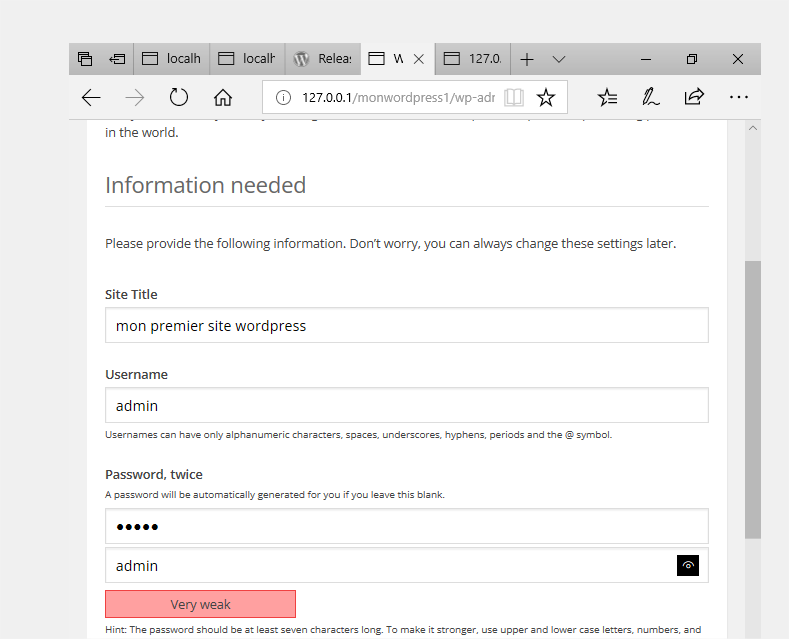 localh
localh
Releas
W
127.0.
127.0.0.1/monwordpress1/wp-adr
in the world.
Information needed
Please provide the following information. Don’t worry, you can always change these settings later.
Site Title
mon premier site wordpress
Username
admin
Usernames can have only alphanumeric characters, spaces, underscores, hyphens, periods and the @ symbol.
Password, twice
A password will be automatically generated for you if you leave this blank.
•••••
admin
Very weak
Hint: The password should be at least seven characters long. To make it stronger, use upper and lower case letters, numbers, and